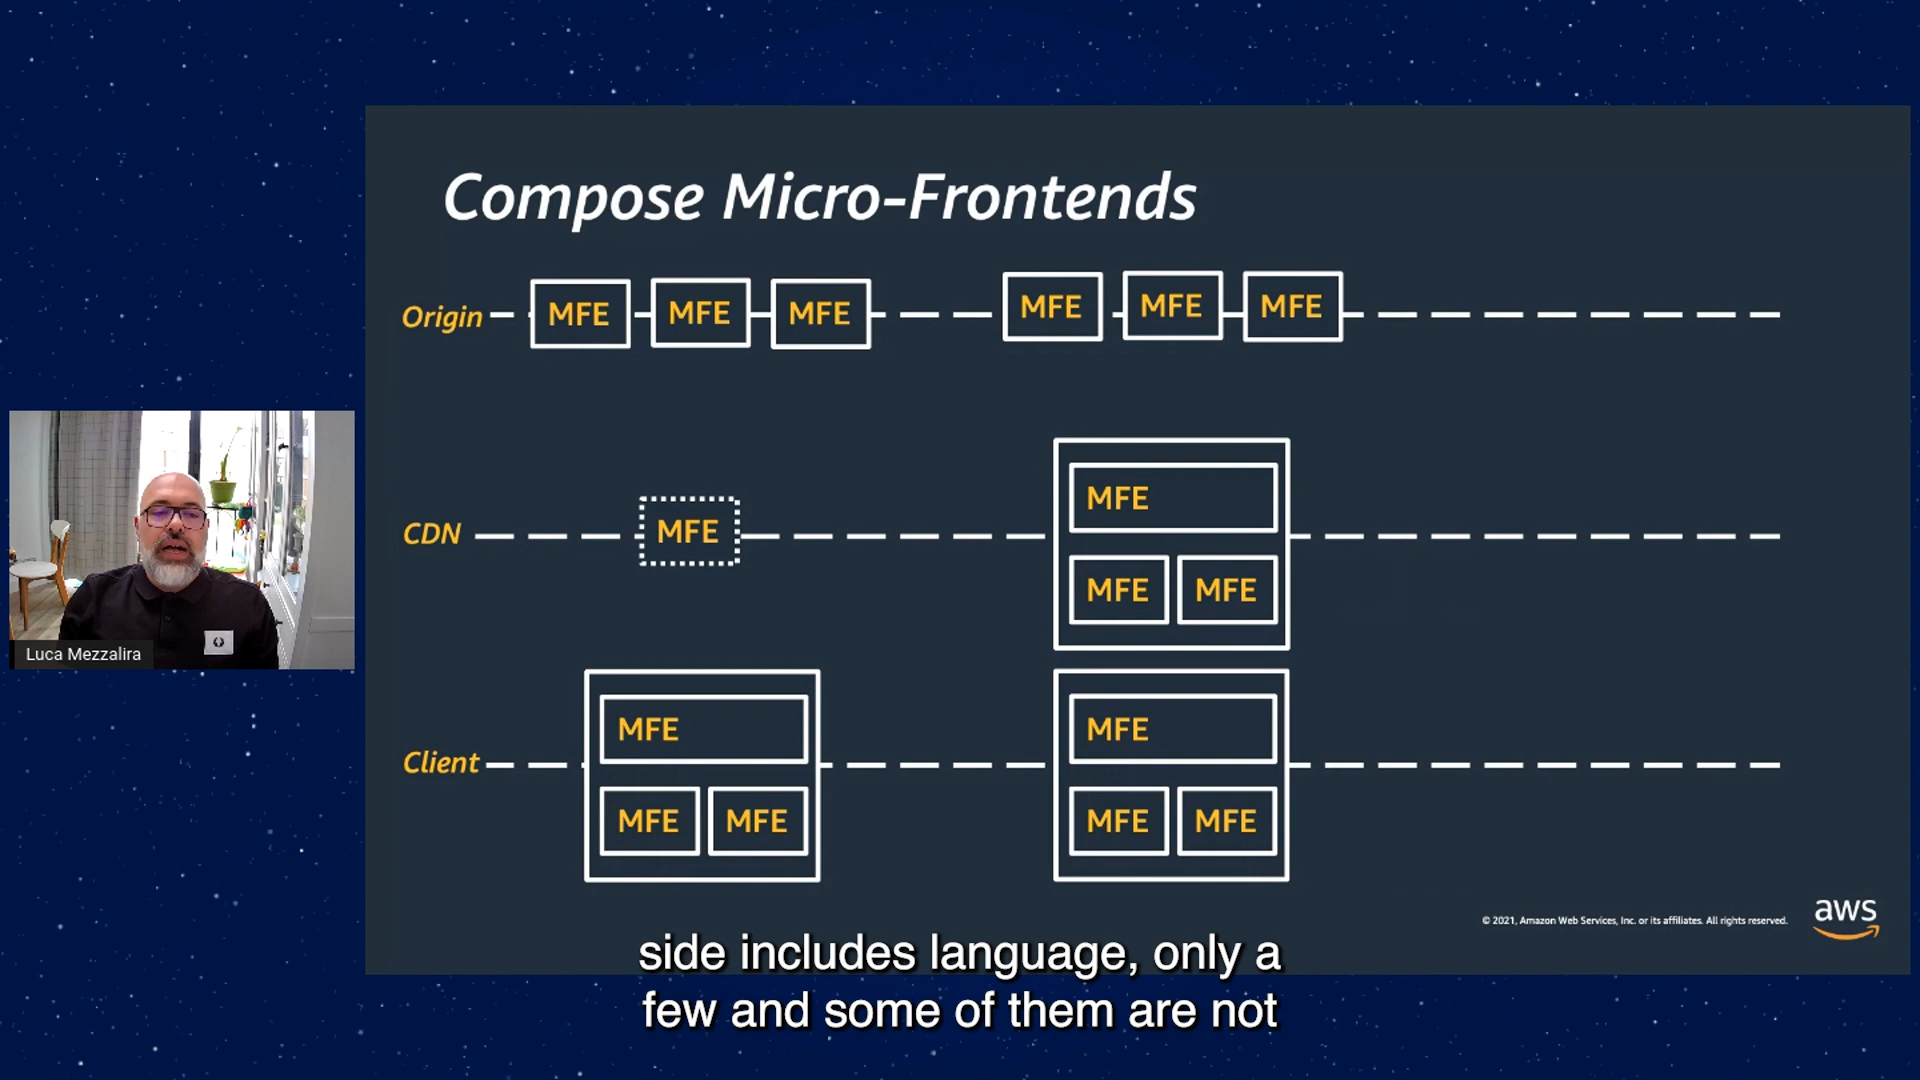 Compose Micro-Frontends
Origin MFE MFE MFE MFE MFE MFE
CDN MFE
MFE
MFE MFE
Client
MFE
MFE MFE
MFE
MFE MFE
Luca Mezzalira
© 2021, Amazon Web Services, Inc. or its affiliates. All rights reserved.
aws
side includes language, only a
few and some of them are not